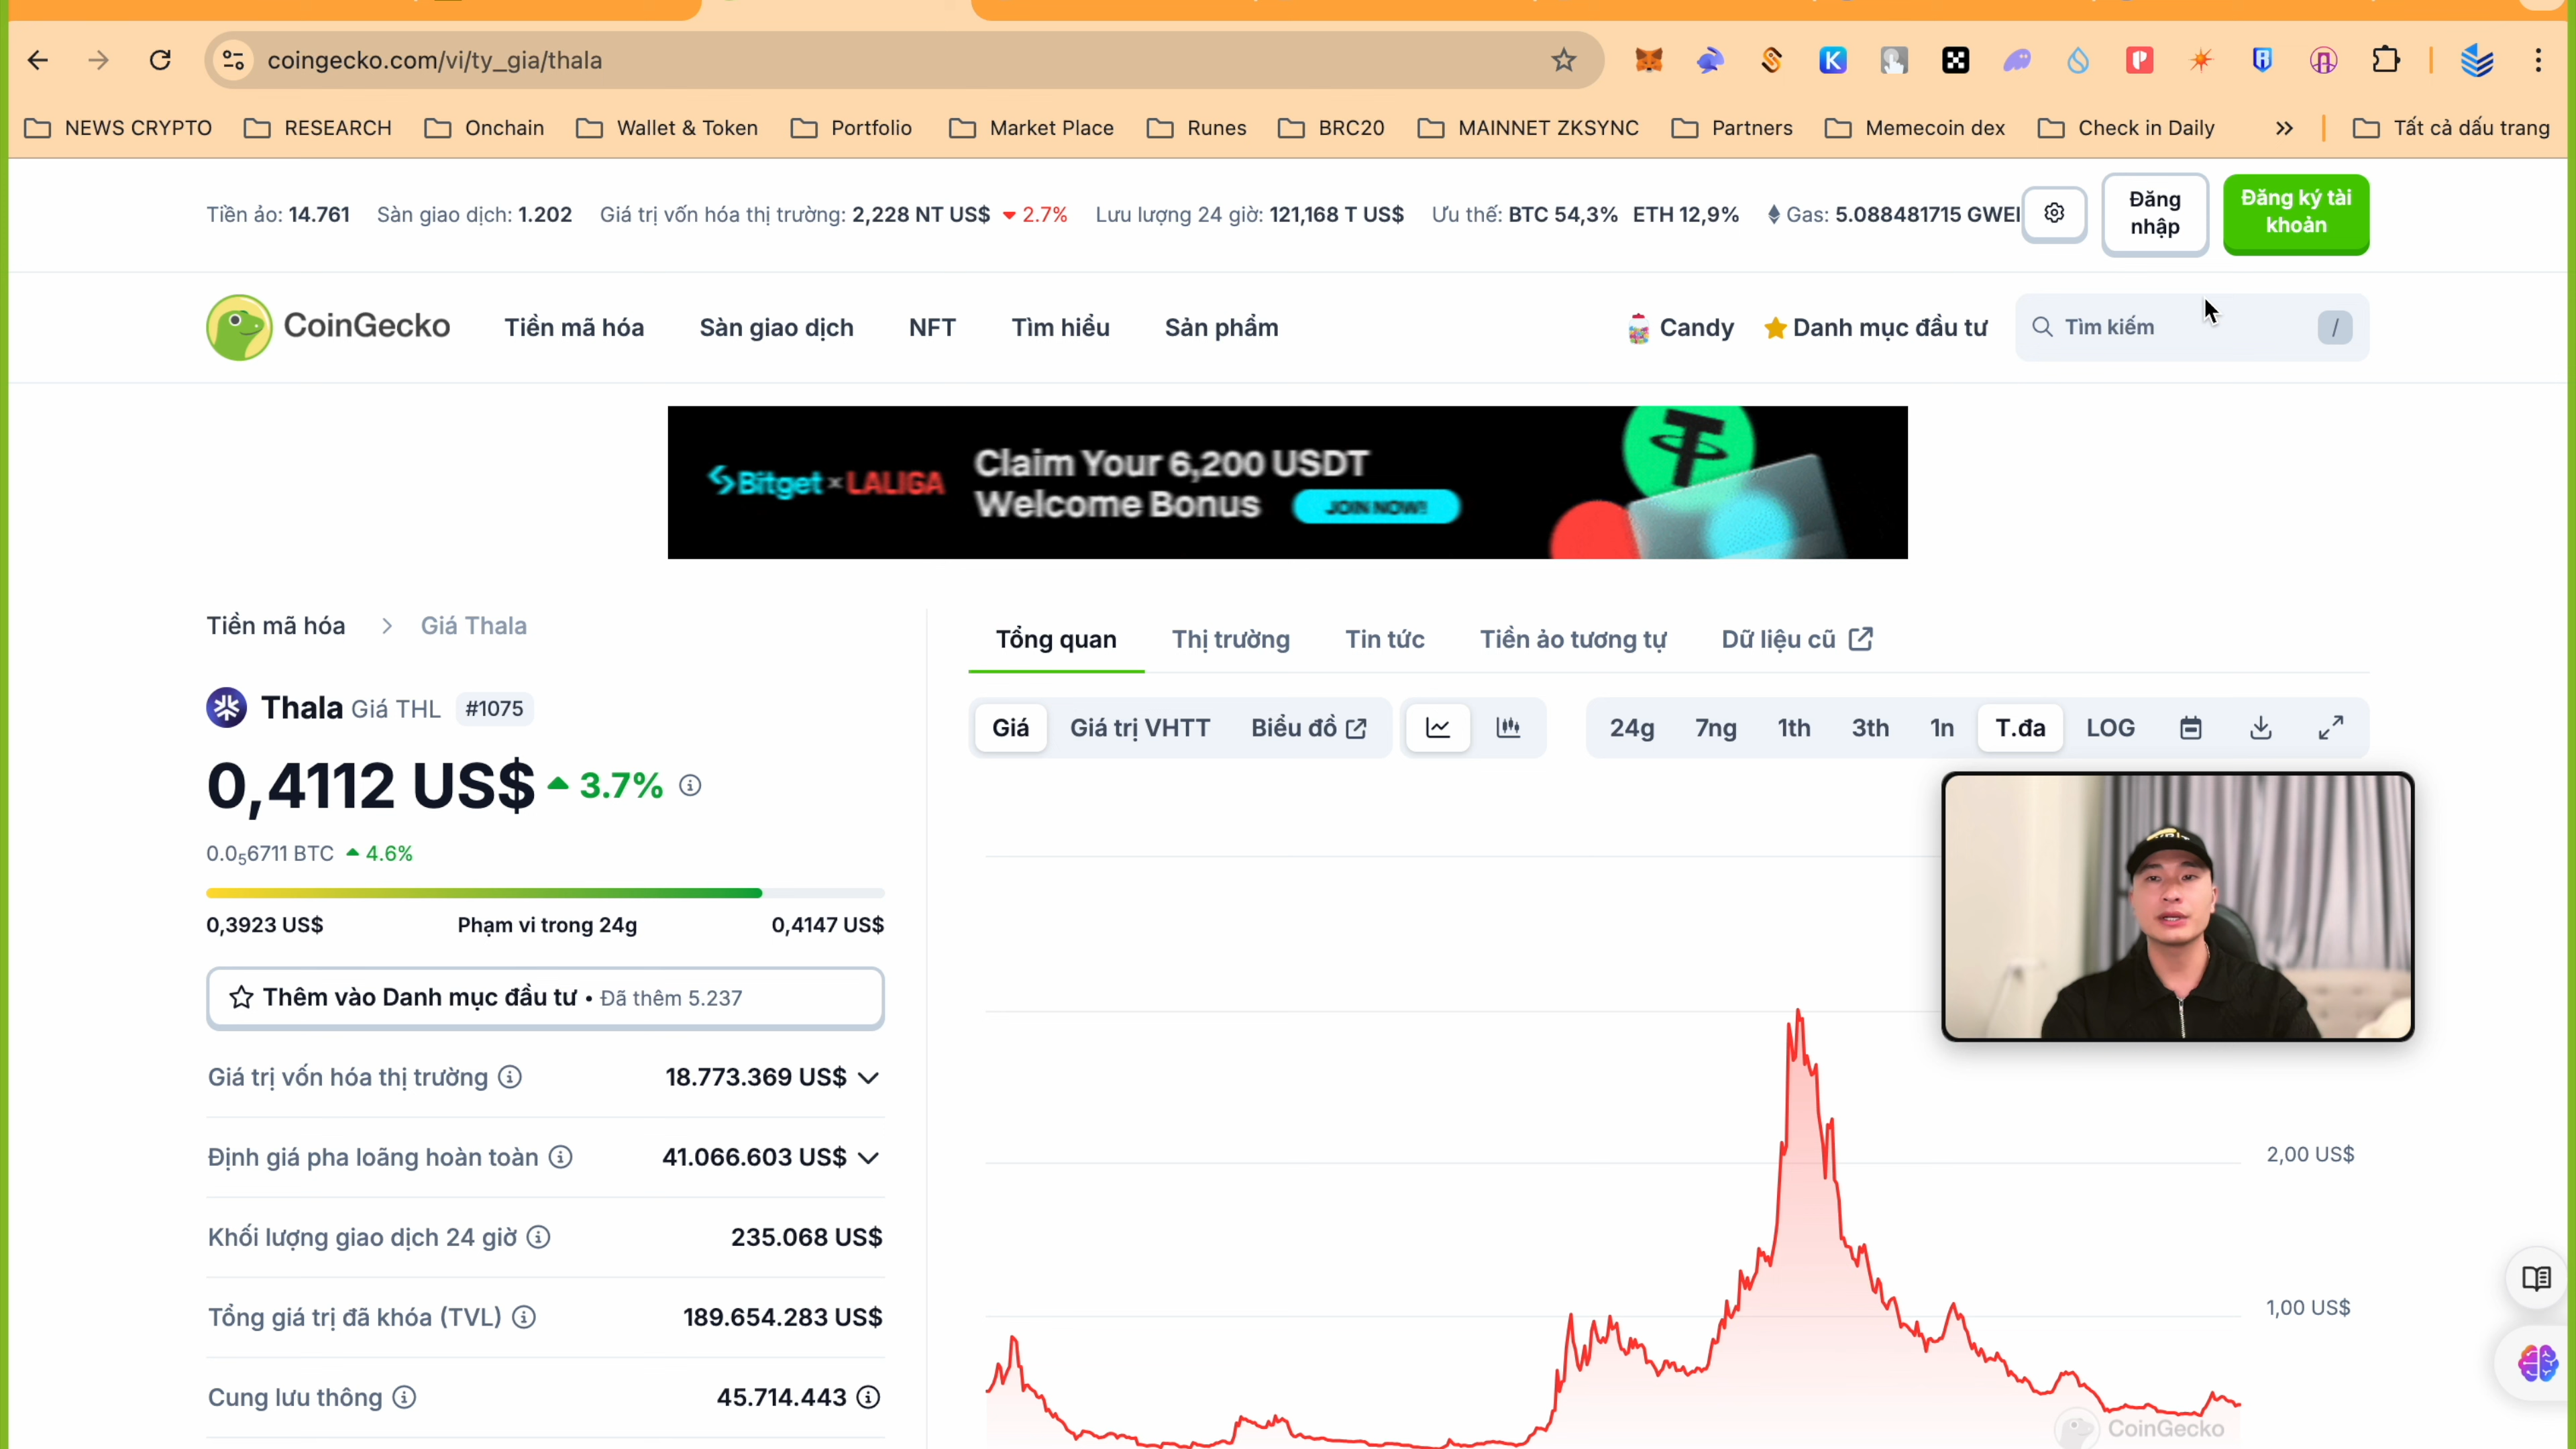 coingecko.com/vi/ty_gia/thala
NEWS CRYPTO RESEARCH Onchain Wallet & Token Portfolio Market Place Runes BRC20 MAINNET ZKSYNC Partners Memecoin dex Check in Daily Tất cả dấu trang
Tiền ảo: 14.761 Sàn giao dịch: 1.202 Giá trị vốn hóa thị trường: 2,228 NT US$ 2.7% Lưu lượng 24 giờ: 121,168 T US$ Ưu thế: BTC 54,3% ETH 12,9% Gas: 5.088481715 GWEI
Đăng nhập
Đăng ký tài khoản
CoinGecko Tiền mã hóa Sàn giao dịch NFT Tìm hiểu Sản phẩm Candy Danh mục đầu tư Tìm kiếm /
Bitget × LALIGA
Claim Your 6,200 USDT
Welcome Bonus JOIN NOW!
Tiền mã hóa > Giá Thala
Tổng quan Thị trường Tin tức Tiền ảo tương tự Dữ liệu cũ
Thala Giá THL #1075
Giá Giá trị VHTT Biểu đồ 24g 7ng 1th 3th 1n T.đa LOG
0,4112 US$ 3.7%
0.0₅6711 BTC 4.6%
0,3923 US$ Phạm vi trong 24g 0,4147 US$
Thêm vào Danh mục đầu tư • Đã thêm 5.237
Giá trị vốn hóa thị trường 18.773.369 US$
Định giá pha loãng hoàn toàn 41.066.603 US$
Khối lượng giao dịch 24 giờ 235.068 US$
Tổng giá trị đã khóa (TVL) 189.654.283 US$
Cung lưu thông 45.714.443
2,00 US$
1,00 US$
CoinGecko